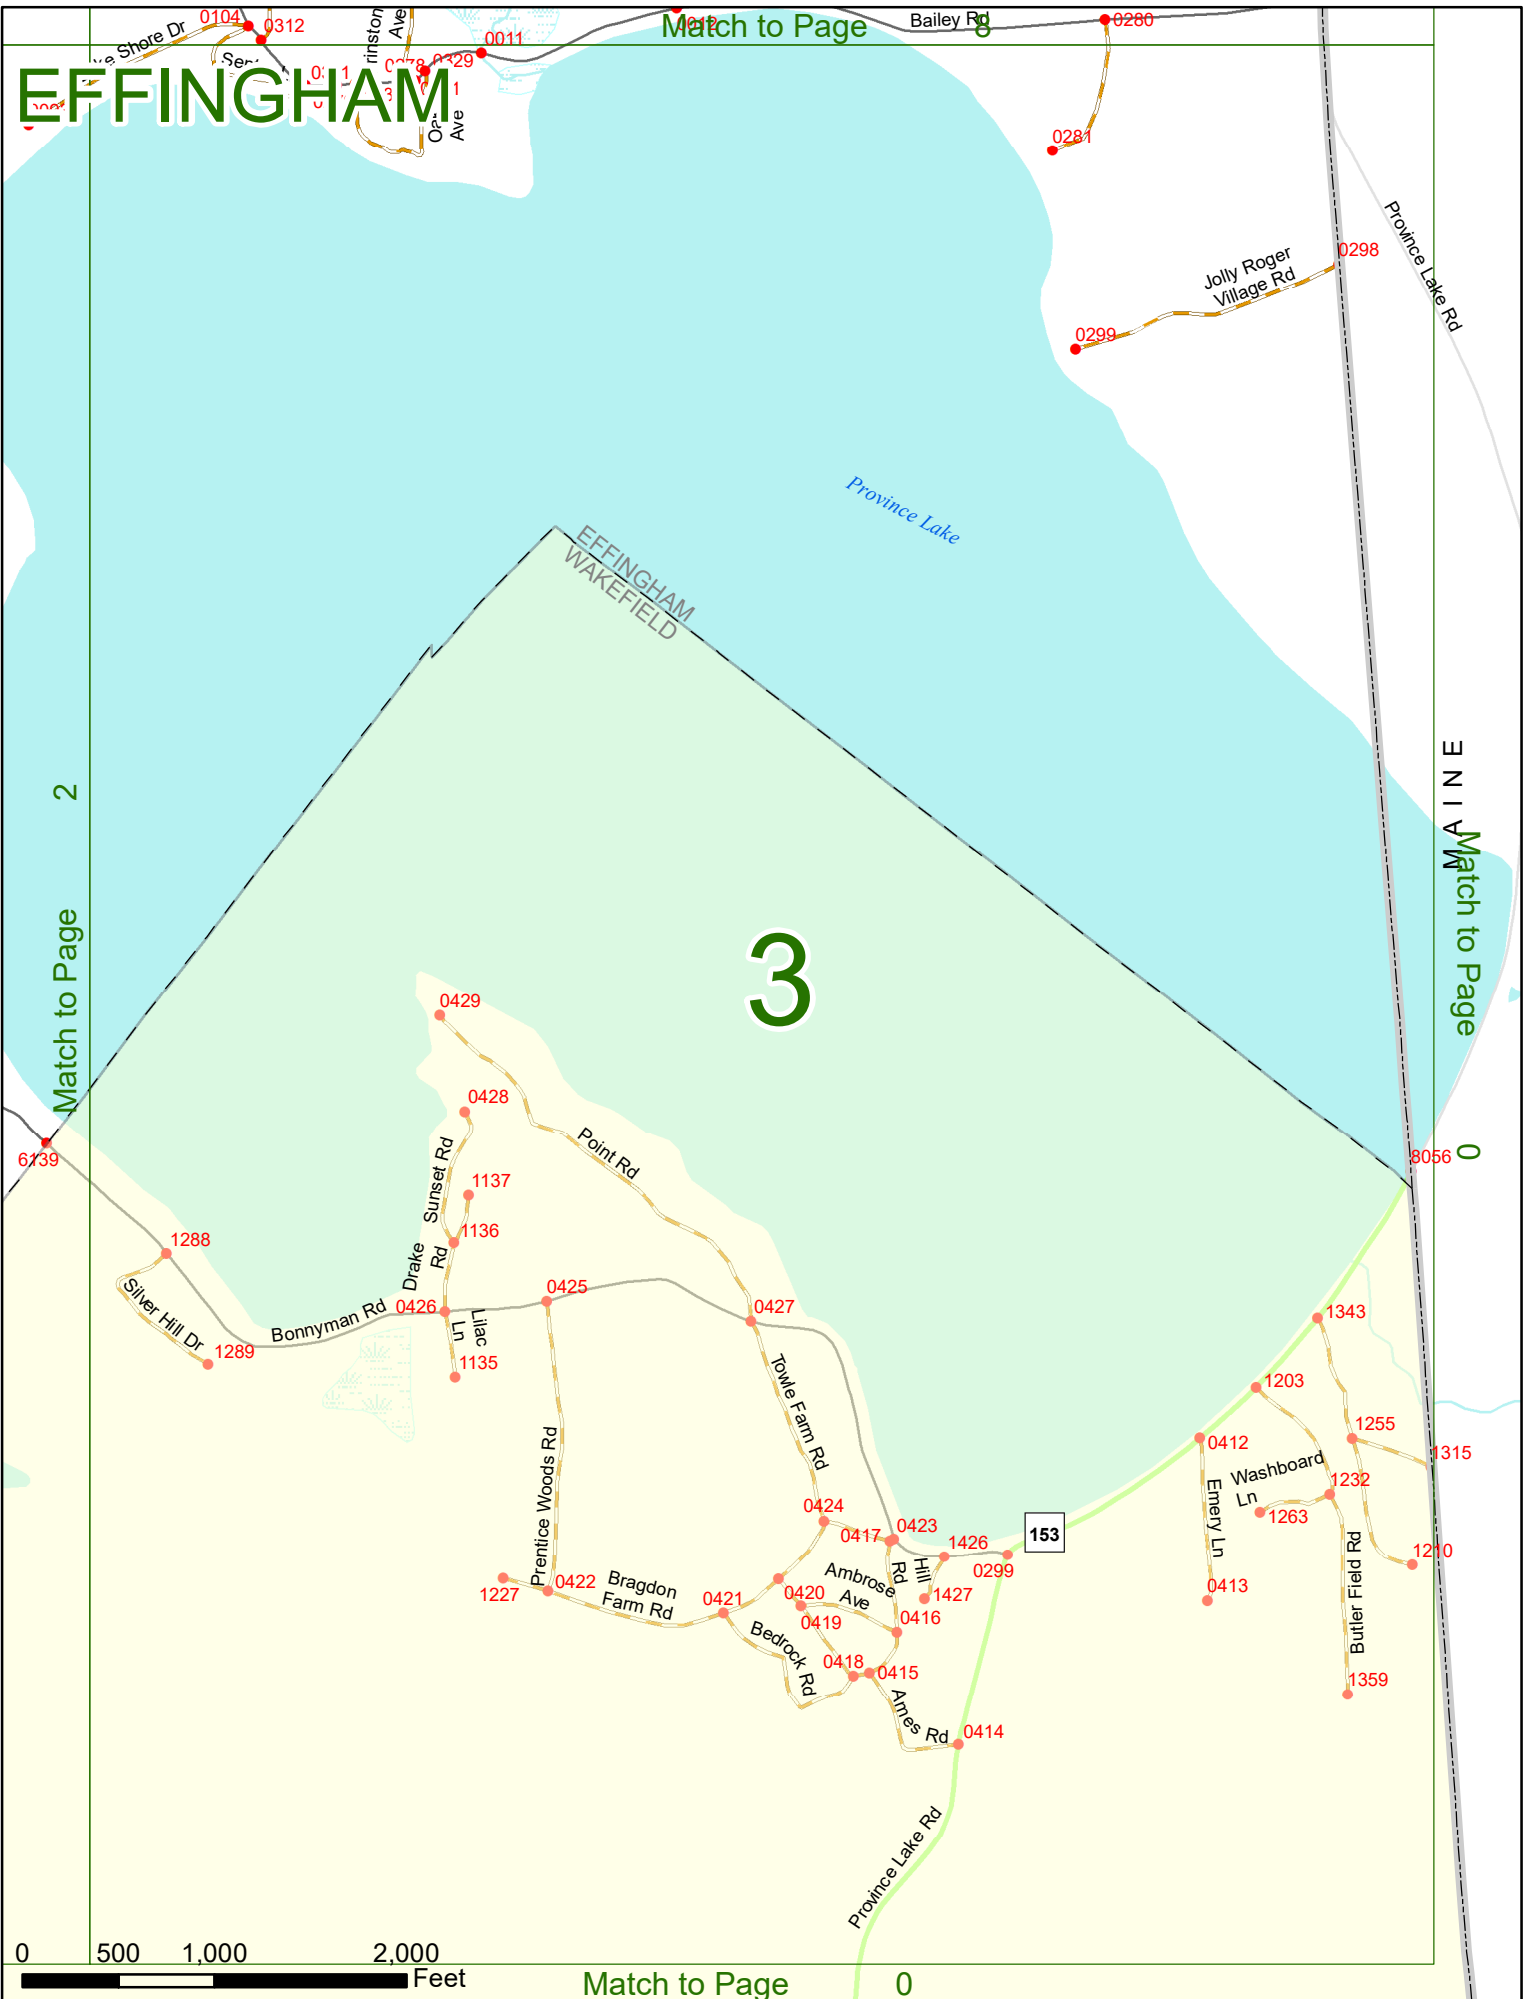 Match to Page 8
Bailey Rd
0280
0104
0312
0011
0329
EFFINGHAM
Ave
Ave
0281
0298
Jolly Roger
Village Rd
Province Lake Rd
0299
Province Lake
EFFINGHAM
WAKEFIELD
MAINE
2
Match to Page
Match to Page
0
3
0429
0428
Sunset Rd
Point Rd
1137
1136
6139
8056
1288
Drake
Rd
0425
0426
0427
Silver Hill Dr
Bonnyman Rd
Lilac
Ln
1289
1135
1343
1203
Towle Farm Rd
0412
1255
1315
Washboard
Ln
1232
1263
Prentice Woods Rd
Emery Ln
0424
0417
0423
153
1426
0299
Hill
Rd
1427
Butler Field Rd
1210
1227
0422
Bragdon
Farm Rd
Ambrose
Ave
0421
0420
0419
0416
0413
Bedrock Rd
0418
0415
1359
Ames Rd
0414
Province Lake Rd
0 500 1,000 2,000
Feet
Match to Page 0